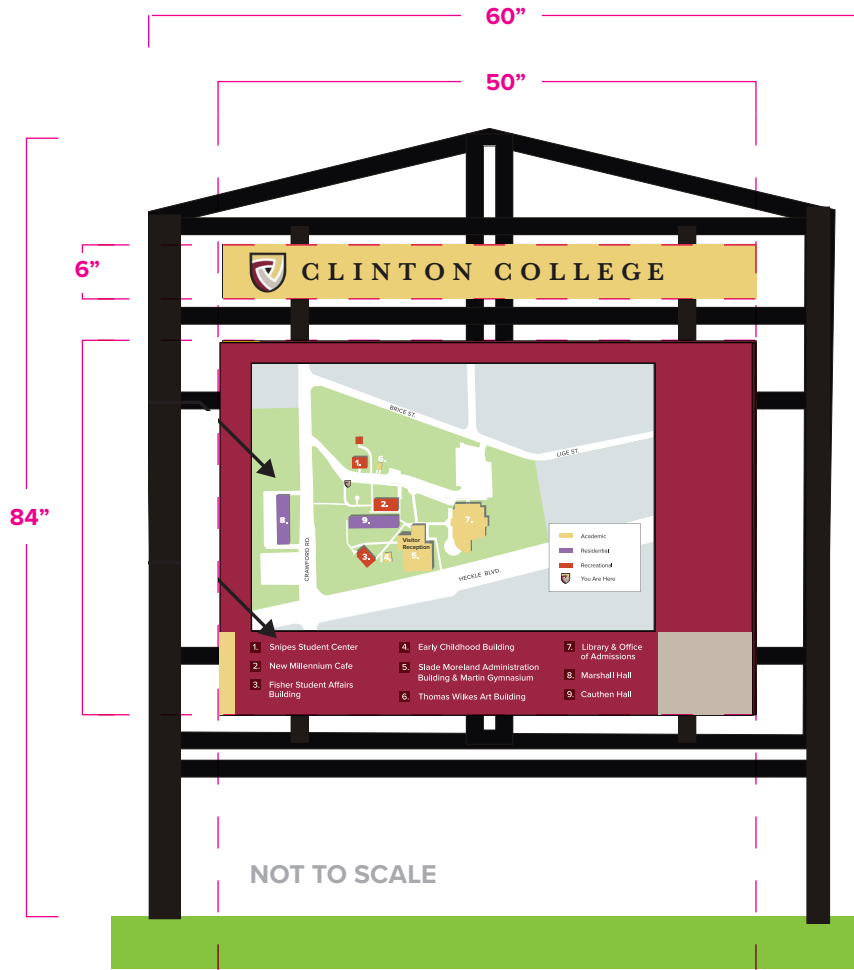 60”
50”
6”
CLINTON COLLEGE
84”
BRICE ST.
LIGE ST.
1.
6.
2.
8.
9.
7.
Visitor
Reception
3.
4.
5.
CRAWFORD RD.
HECKLE BLVD.
Academic
Residential
Recreational
You Are Here
1. Snipes Student Center
2. New Millennium Cafe
3. Fisher Student Affairs
Building
4. Early Childhood Building
5. Slade Moreland Administration
Building & Martin Gymnasium
6. Thomas Wilkes Art Building
7. Library & Office
of Admissions
8. Marshall Hall
9. Cauthen Hall
NOT TO SCALE